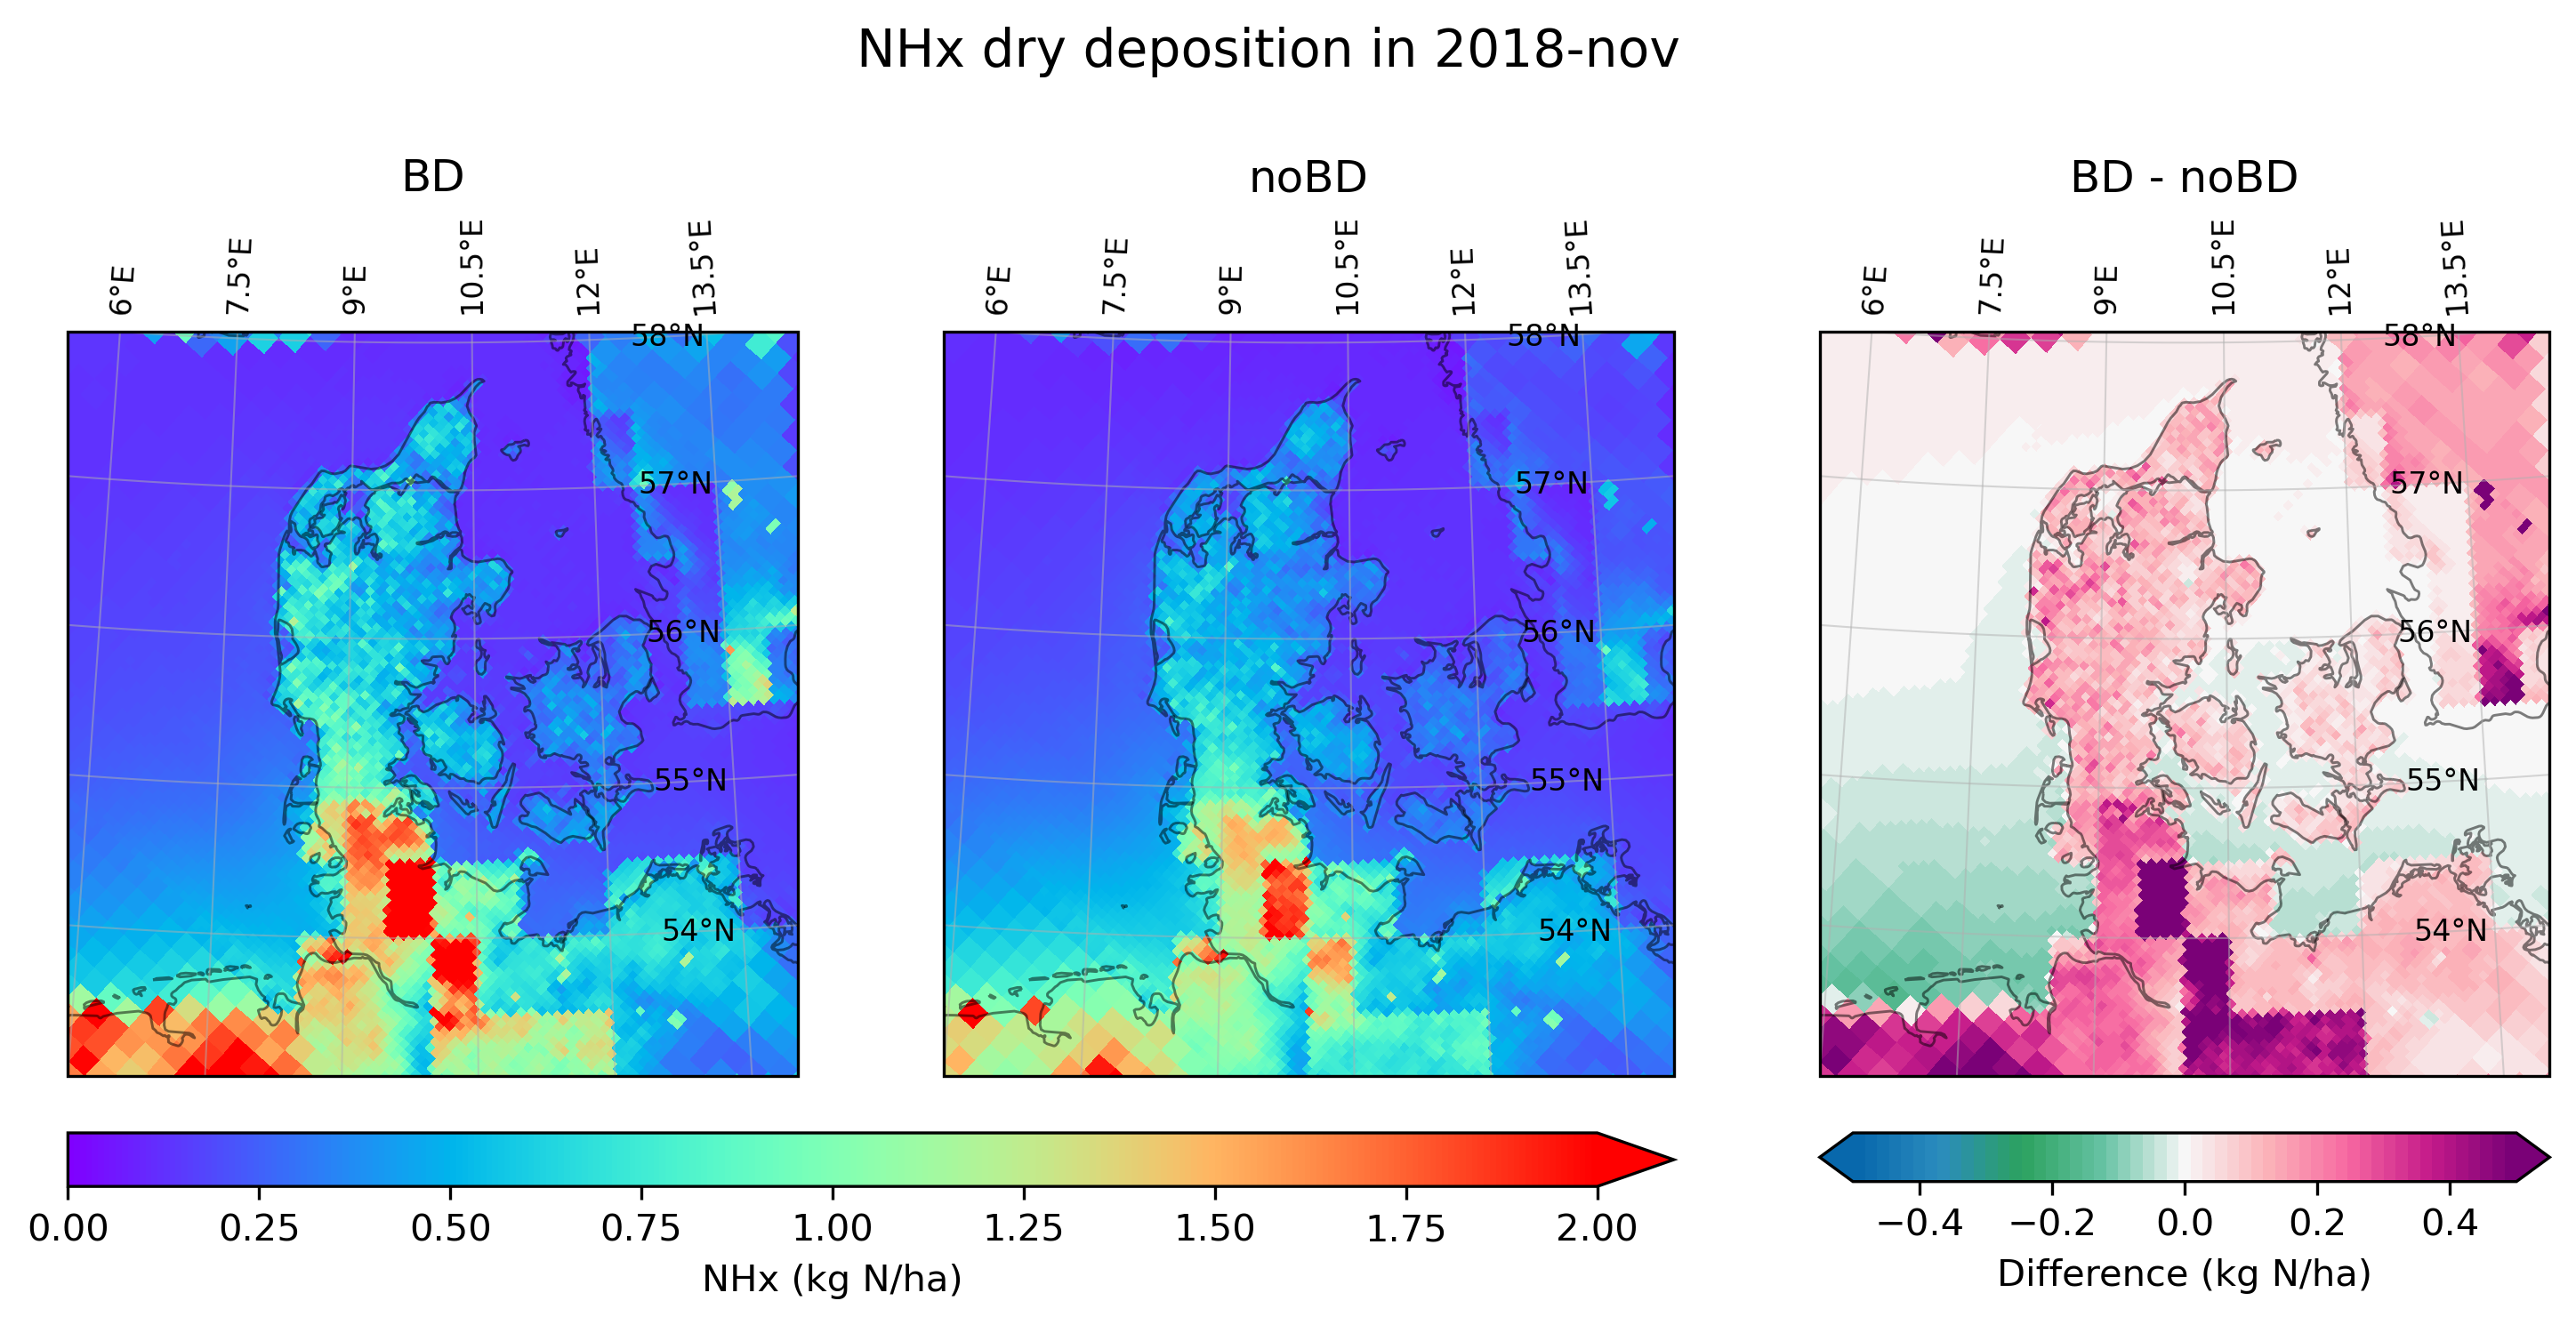 NHx dry deposition in 2018-nov
BD
noBD
BD - noBD
6°E 7.5°E 9°E 10.5°E 12°E 13.5°E
6°E 7.5°E 9°E 10.5°E 12°E 13.5°E
6°E 7.5°E 9°E 10.5°E 12°E 13.5°E
58°N 58°N 58°N
57°N 57°N 57°N
56°N 56°N 56°N
55°N 55°N 55°N
54°N 54°N 54°N
0.00 0.25 0.50 0.75 1.00 1.25 1.50 1.75 2.00
NHx (kg N/ha)
−0.4 −0.2 0.0 0.2 0.4
Difference (kg N/ha)